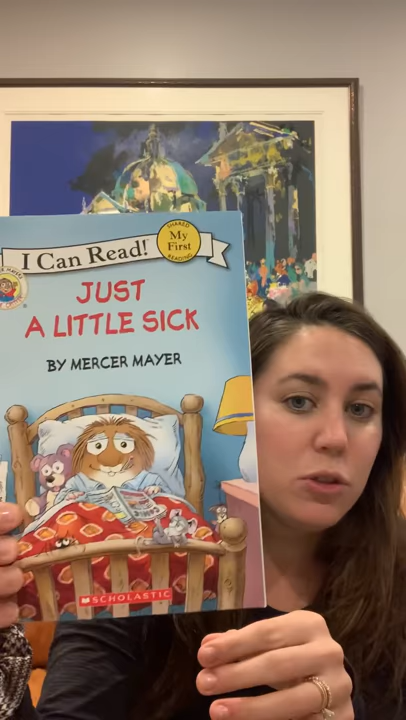 I Can Read!
SHARED
My
First
READING
JUST
A LITTLE SICK
BY MERCER MAYER
SCHOLASTIC